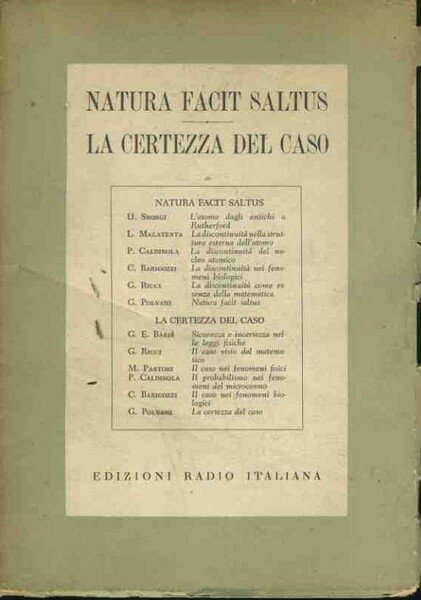 NATURA FACIT SALTUS
LA CERTEZZA DEL CASO
NATURA FACIT SALTUS
U. Sborgi L'atomo dagli antichi a
Rutherford
L. Malatesta La discontinuità nella strut-
tura esterna dell'atomo
P. Caldirola La discontinuità del nu-
cleo atomico
C. Barigozzi La discontinuità nei feno-
meni biologici
G. Ricci La discontinuità come es-
senza della matematica
G. Polvani Natura facit saltus
LA CERTEZZA DEL CASO
G. E. Barié Sicurezza e incertezza nel-
le leggi fisiche
G. Ricci Il caso visto dal matema-
tico
M. Pastori Il caso nei fenomeni fisici
P. Caldirola Il probabilismo nei feno-
meni del microcosmo
C. Barigozzi Il caso nei fenomeni bio-
logici
G. Polvani La certezza del caso
EDIZIONI RADIO ITALIANA